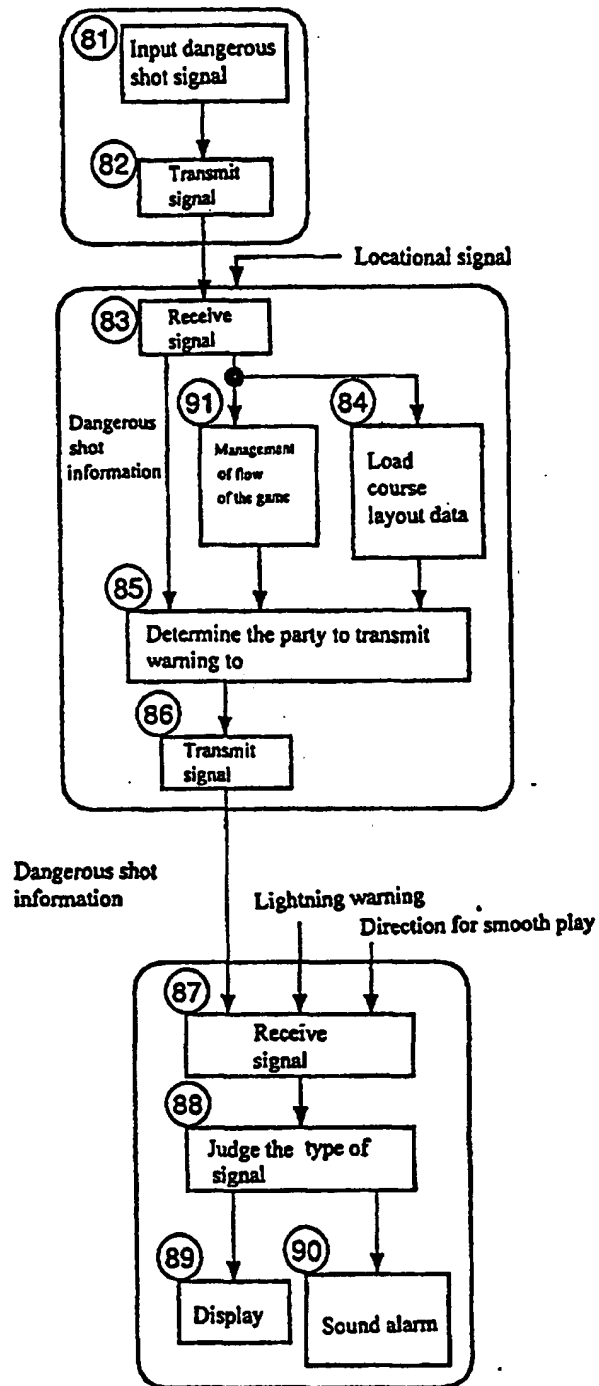 81
Input dangerous
shot signal
82
Transmit
signal
Locational signal
83
Receive
signal
Dangerous
shot
information
91
Management
of flow
of the game
84
Load
course
layout data
85
Determine the party to transmit
warning to
86
Transmit
signal
Dangerous shot
information
Lightning warning
Direction for smooth play
87
Receive
signal
88
Judge the type of
signal
89
Display
90
Sound alarm